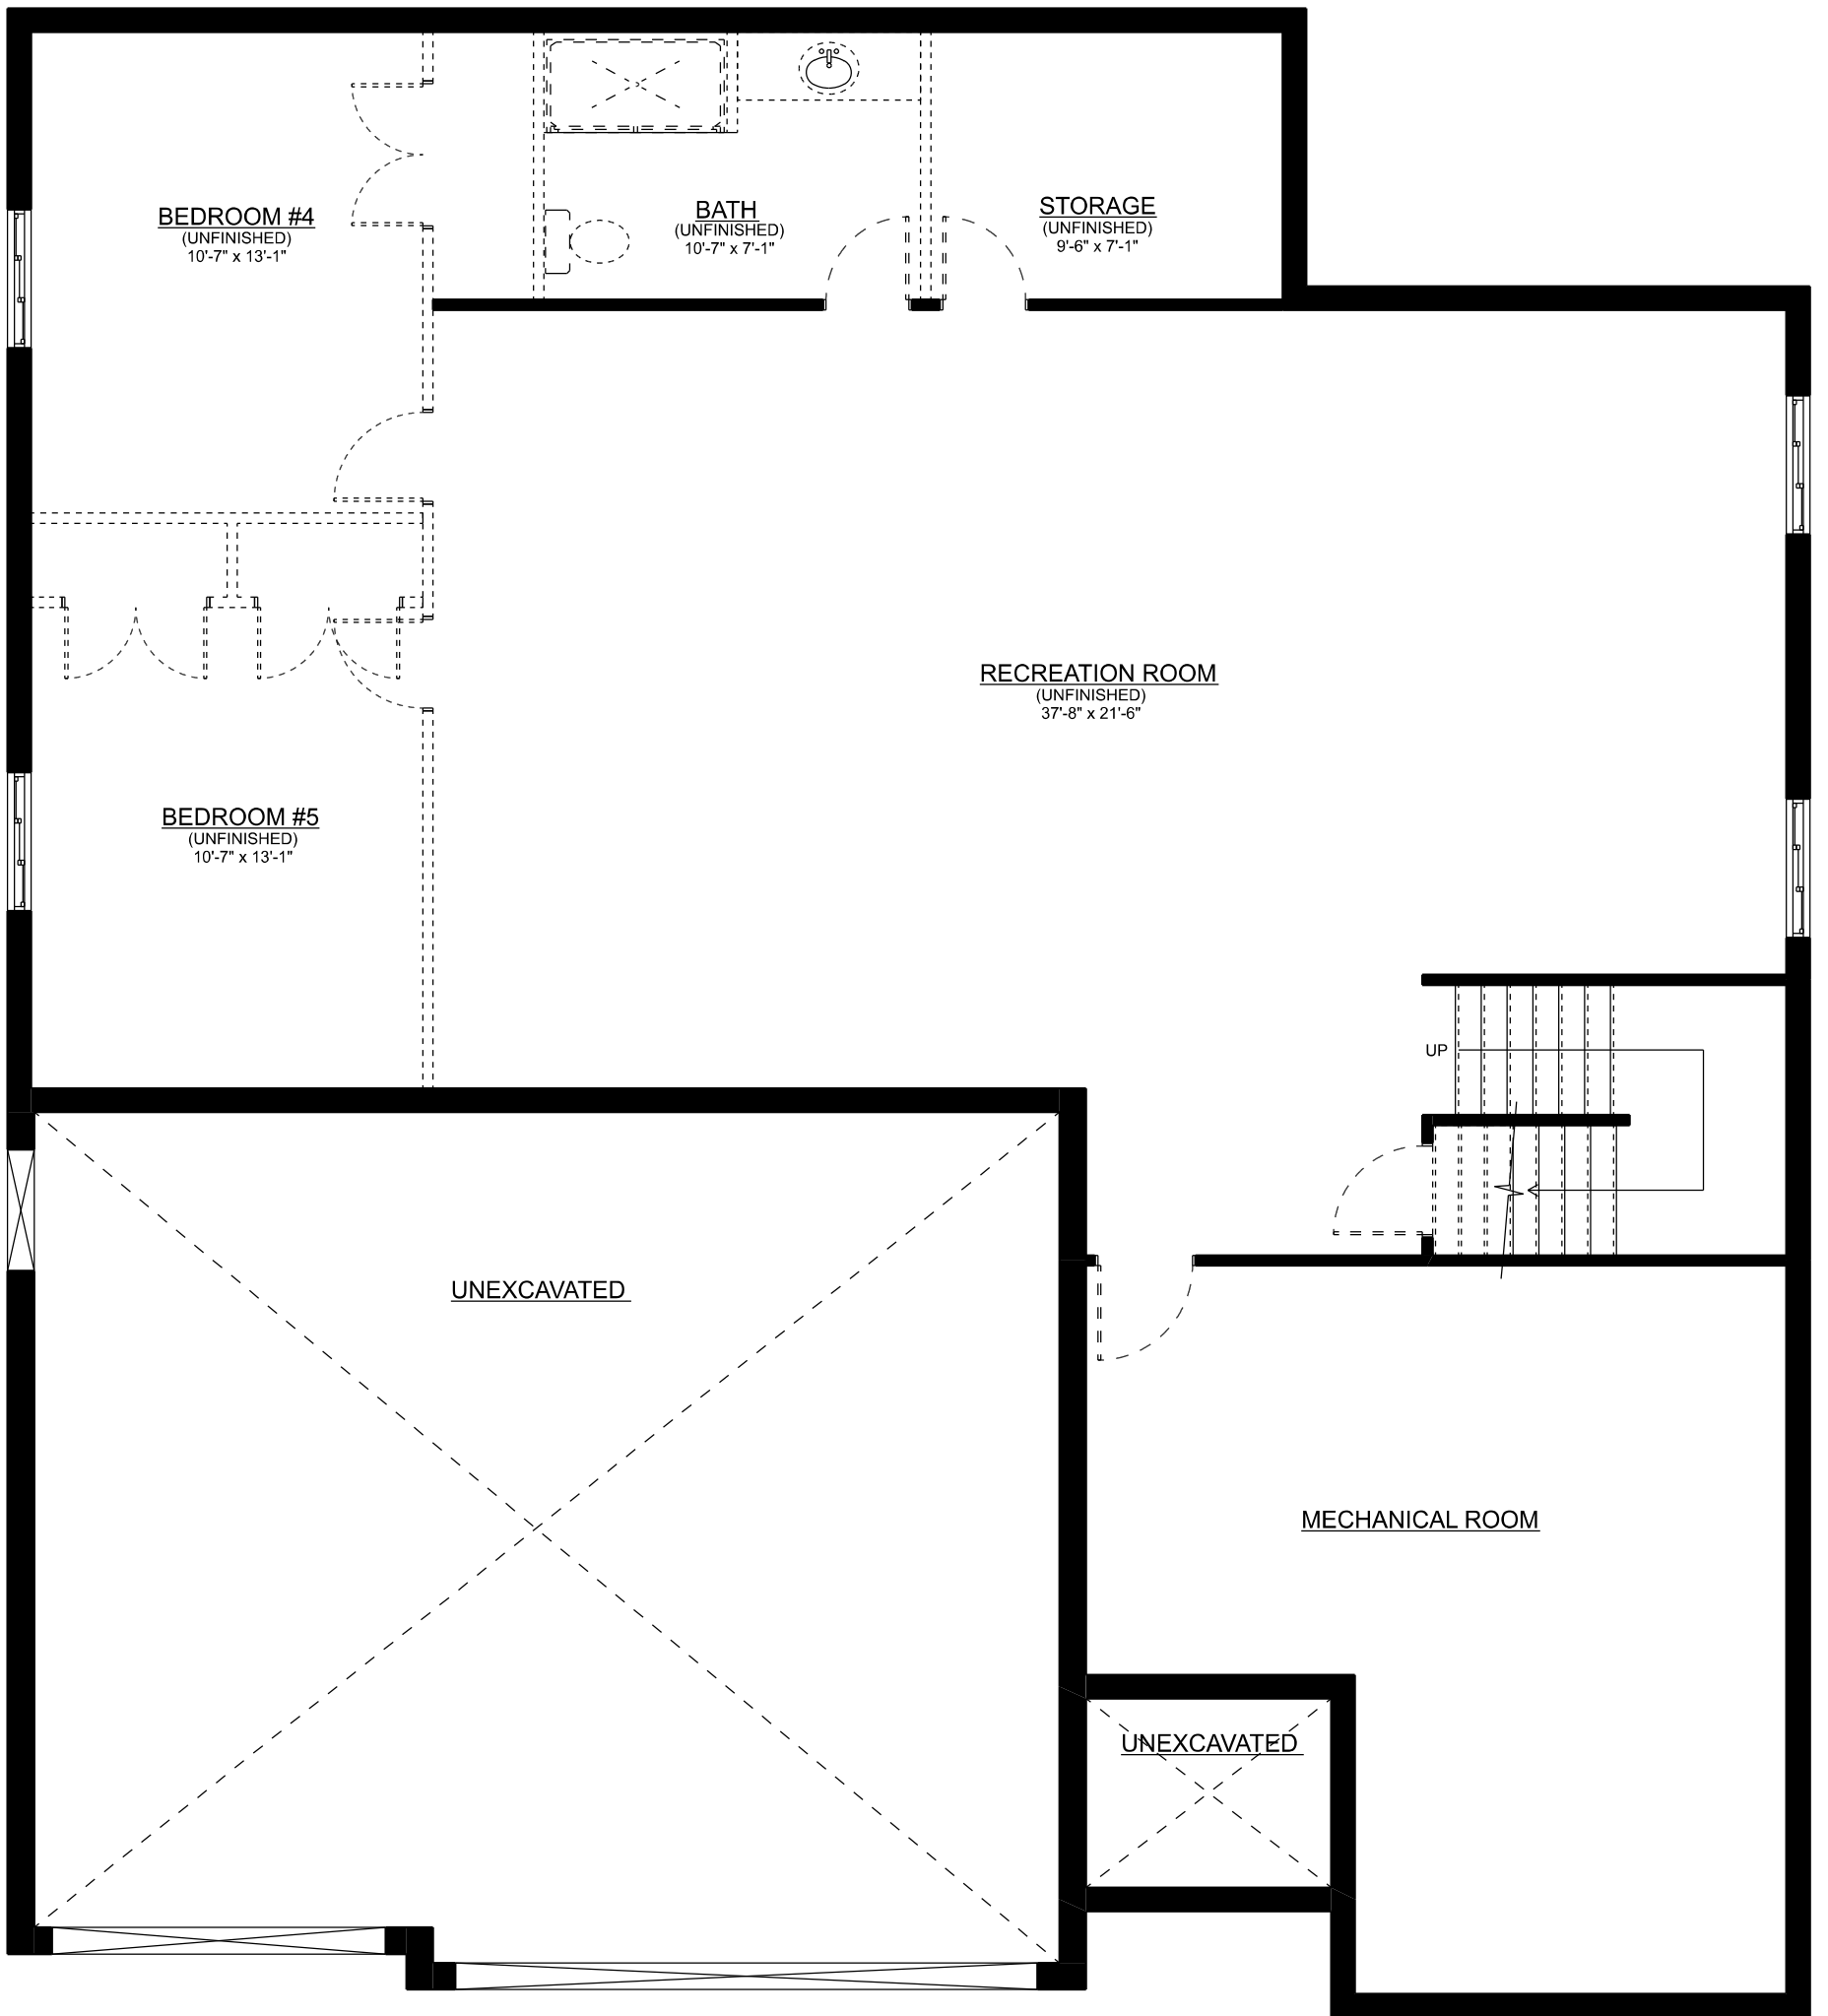 BEDROOM #4
(UNFINISHED)
10'-7" x 13'-1"
BATH
(UNFINISHED)
10'-7" x 7'-1"
STORAGE
(UNFINISHED)
9'-6" x 7'-1"
RECREATION ROOM
(UNFINISHED)
37'-8" x 21'-6"
BEDROOM #5
(UNFINISHED)
10'-7" x 13'-1"
UP
UNEXCAVATED
MECHANICAL ROOM
UNEXCAVATED